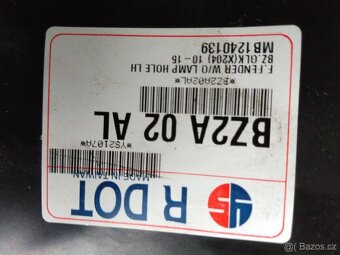 YS R DOT
MADE IN TAIWAN
*YS2107A*
BZ2A 02 AL
*BZ2A02AL*
F.FENDER W/O LAMP HOLE LH
BZ.GLK(X204) 10-15
MB1240139
Bazos.cz